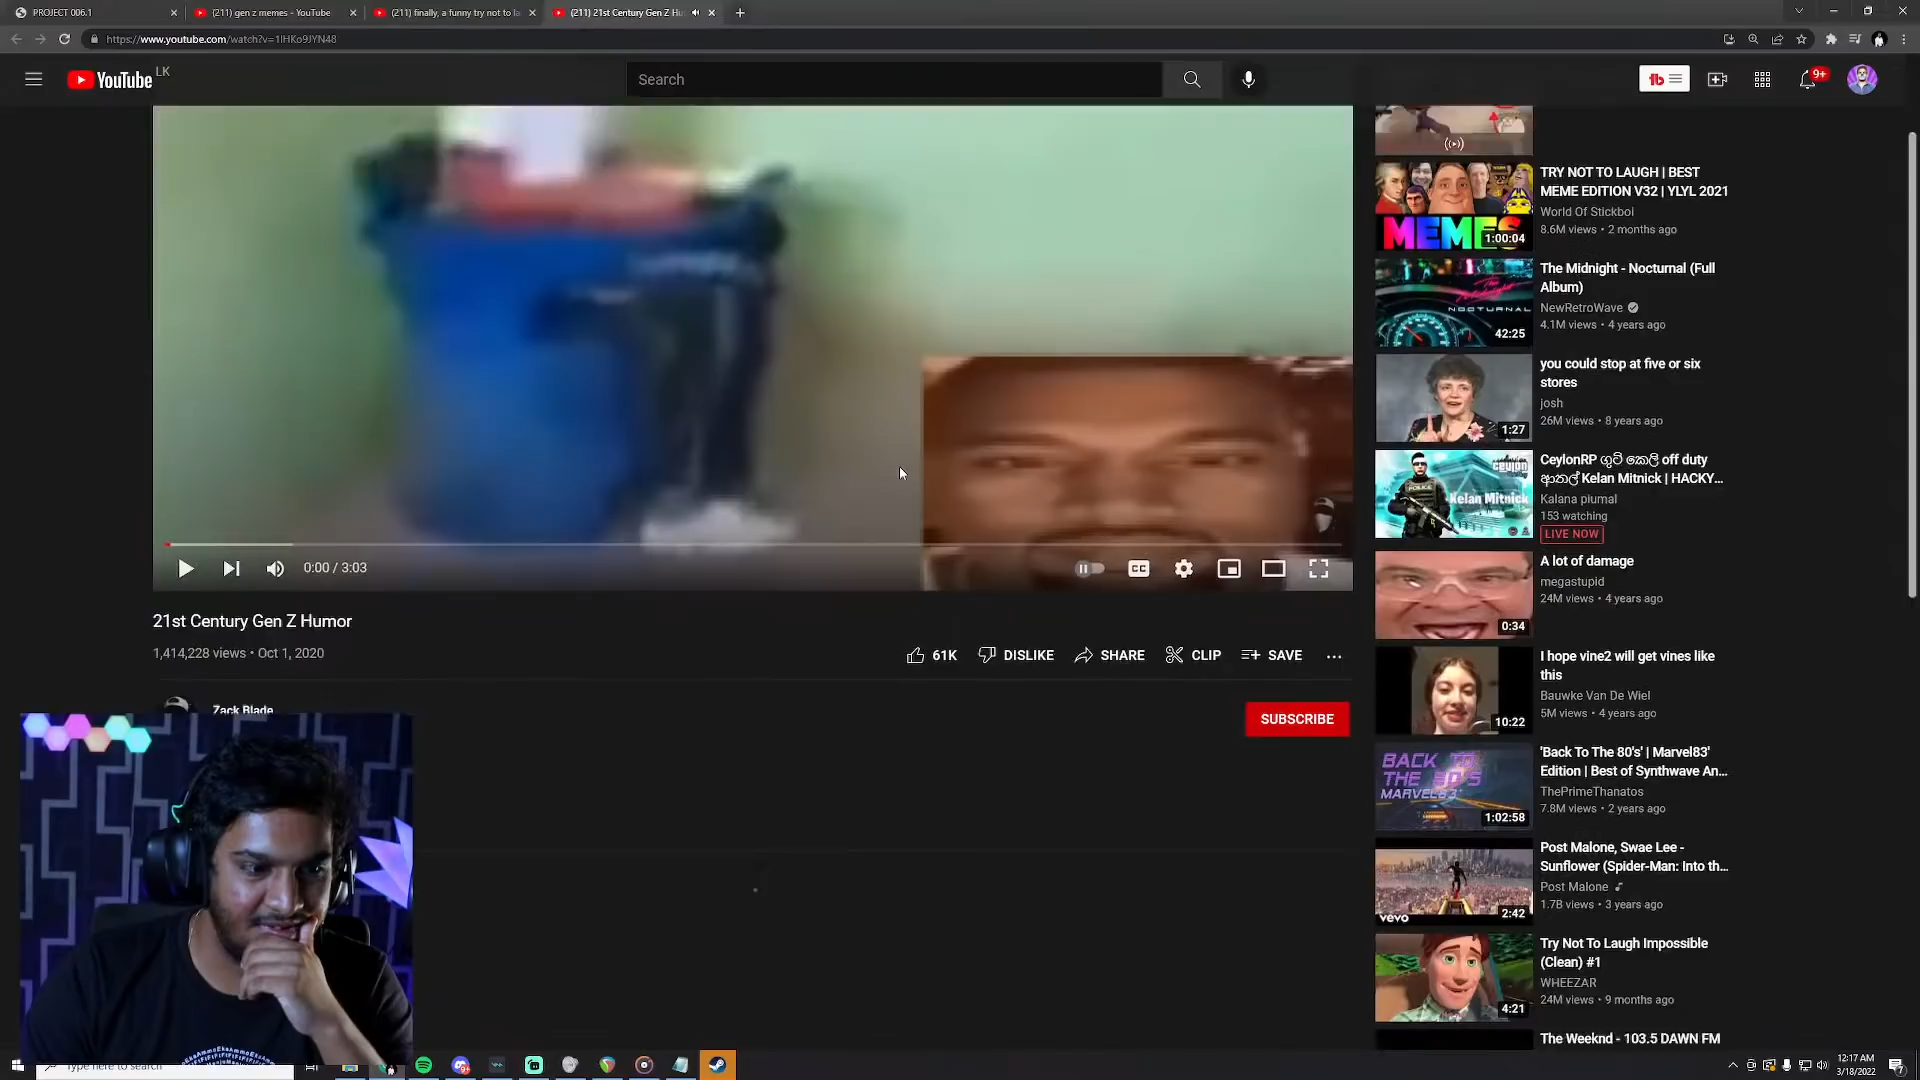 PROJECT 006.1
(211) gen z memes - YouTube
(211) finally, a funny try not to la
(211) 21st Century Gen Z Hu
https://www.youtube.com/watch?v=1IHKo9JYN48
YouTube LK
Search
9+
TRY NOT TO LAUGH | BEST
MEME EDITION V32 | YLYL 2021
World Of Stickboi
8.6M views • 2 months ago
MEMES
1:00:04
The Midnight - Nocturnal (Full
Album)
NewRetroWave
4.1M views • 4 years ago
NOCTURNAL
42:25
you could stop at five or six
stores
josh
26M views • 8 years ago
1:27
CeylonRP ගුටි කෙලි off duty
ආතල් Kelan Mitnick | HACKY...
Kalana piumal
153 watching
LIVE NOW
Kelan Mitnick
A lot of damage
megastupid
24M views • 4 years ago
0:34
I hope vine2 will get vines like
this
Bauwke Van De Wiel
5M views • 4 years ago
10:22
'Back To The 80's' | Marvel83'
Edition | Best of Synthwave An...
ThePrimeThanatos
7.8M views • 2 years ago
BACK TO
THE 80'S
MARVEL83'
1:02:58
Post Malone, Swae Lee -
Sunflower (Spider-Man: Into th...
Post Malone
1.7B views • 3 years ago
vevo
2:42
Try Not To Laugh Impossible
(Clean) #1
WHEEZAR
24M views • 9 months ago
4:21
The Weeknd - 103.5 DAWN FM
0:00 / 3:03
CC
21st Century Gen Z Humor
1,414,228 views • Oct 1, 2020
61K
DISLIKE
SHARE
CLIP
SAVE
Zack Blade
SUBSCRIBE
Type here to search
12:17 AM
3/18/2022